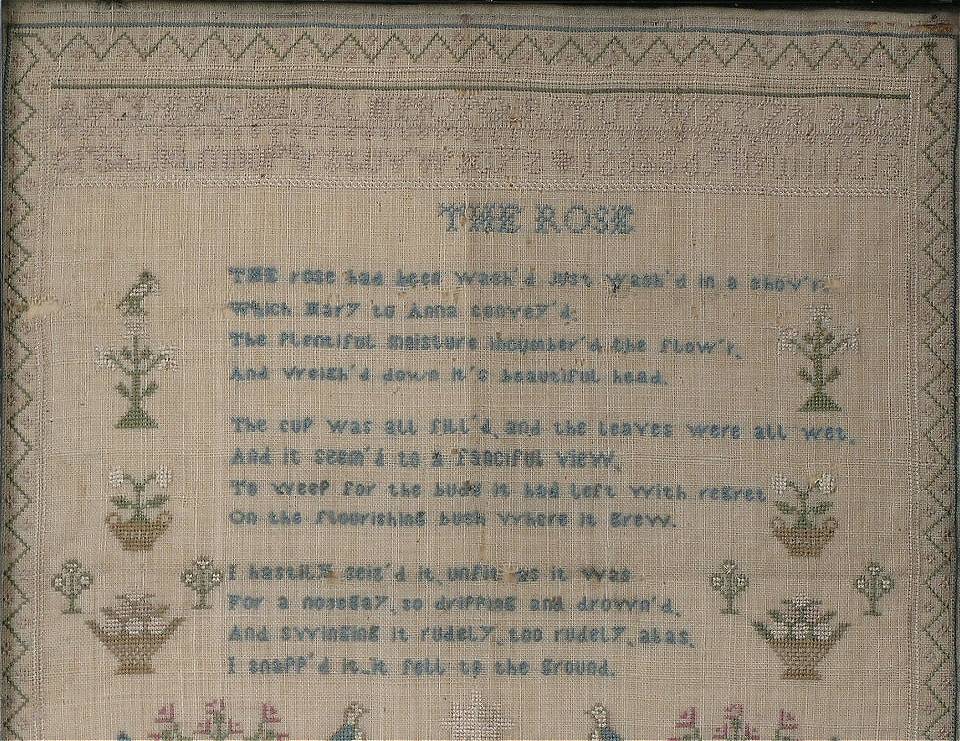 THE ROSE
THE rose had been wash'd Just wash'd in a show'r,
Which Mary to Anna convey'd;
The Plentiful moisture incumber'd the flow'r,
And weigh'd down it's beautiful head.
The cup was all fill'd, and the leaves were all wet,
And it seem'd to a fanciful view,
To weep for the buds it had left with regret
On the flourishing bush where it grew.
I hastily seiz'd it, unfit as it was
For a nosegay, so dripping and drown'd,
And swinging it rudely, too rudely, alas,
I snapp'd it it fell to the ground.